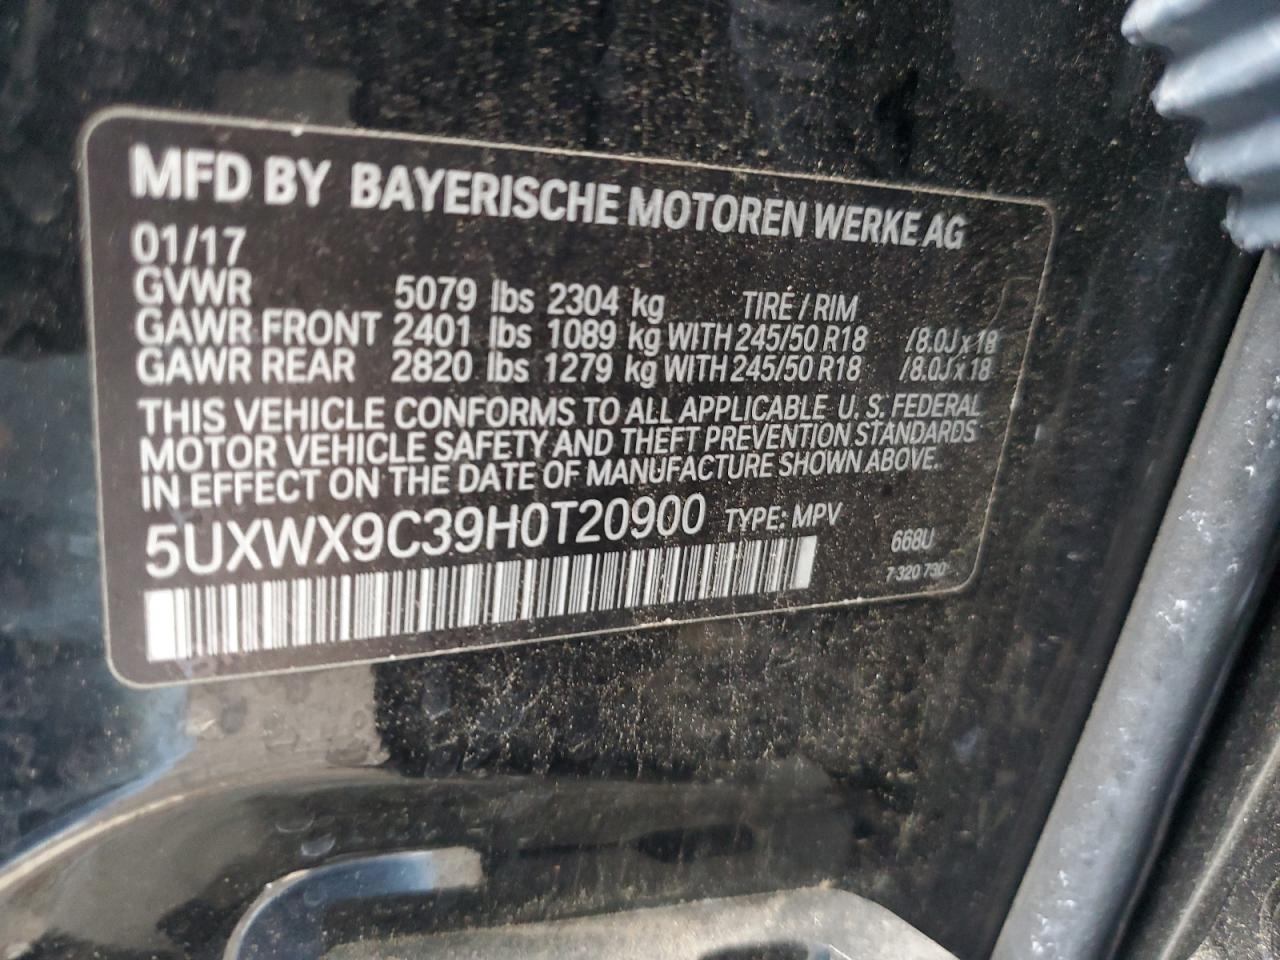 MFD BY BAYERISCHE MOTOREN WERKE AG
01/17
GVWR 5079 lbs 2304 kg TIRE / RIM
GAWR FRONT 2401 lbs 1089 kg WITH 245/50 R18 /8.0J x 18
GAWR REAR 2820 lbs 1279 kg WITH 245/50 R18 /8.0J x 18
THIS VEHICLE CONFORMS TO ALL APPLICABLE U.S. FEDERAL
MOTOR VEHICLE SAFETY AND THEFT PREVENTION STANDARDS
IN EFFECT ON THE DATE OF MANUFACTURE SHOWN ABOVE.
5UXWX9C39H0T20900 TYPE: MPV
668U
7 320 730